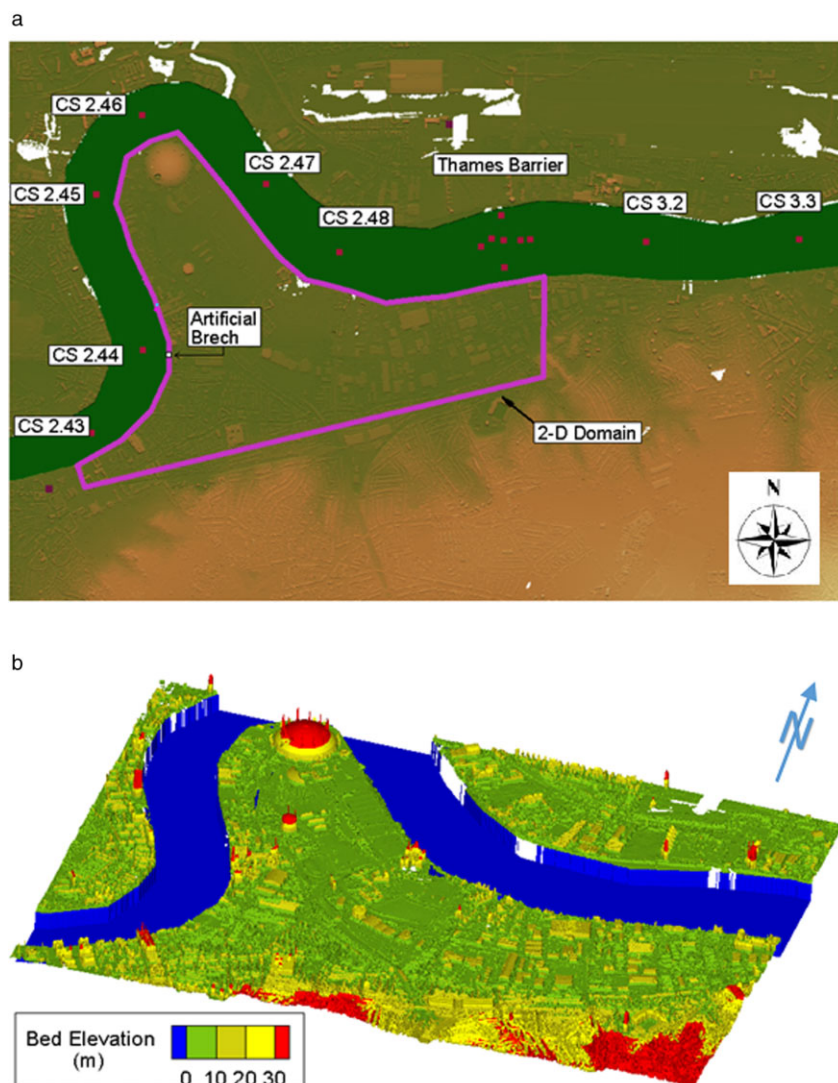 a
CS 2.46
CS 2.47
Thames Barrier
CS 2.45
CS 2.48
CS 3.2
CS 3.3
Artificial
Brech
CS 2.44
CS 2.43
2-D Domain
N
b
N
Bed Elevation
(m)
0 10 20 30